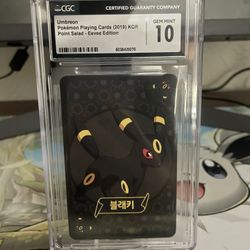 CGC
CERTIFIED GUARANTY COMPANY
Umbreon
Pokémon Playing Cards (2019) KOR
Point Salad - Eevee Edition
GEM MINT
10
블래키